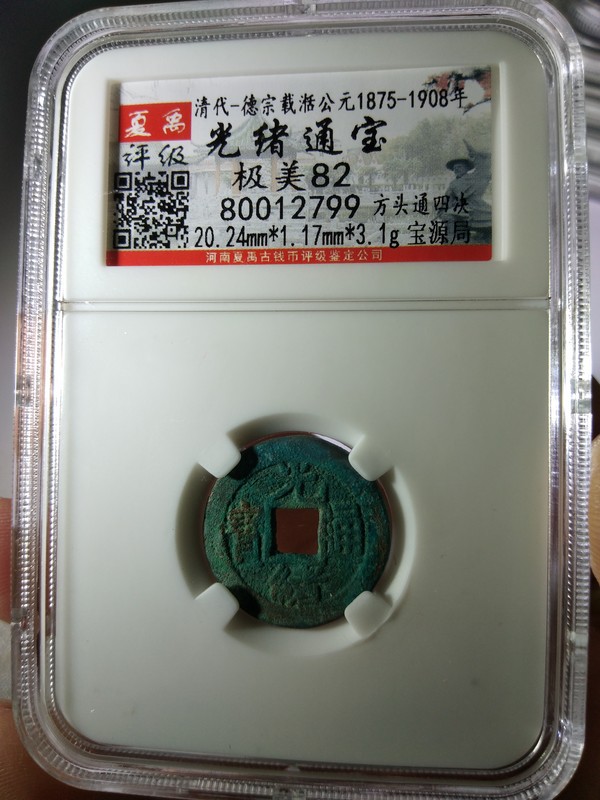 夏禹
评级
清代-德宗载湉公元1875-1908年
光绪通宝
极美82
80012799 方头通四决
20.24mm*1.17mm*3.1g 宝源局
河南夏禹古钱币评级鉴定公司
光緒通寶